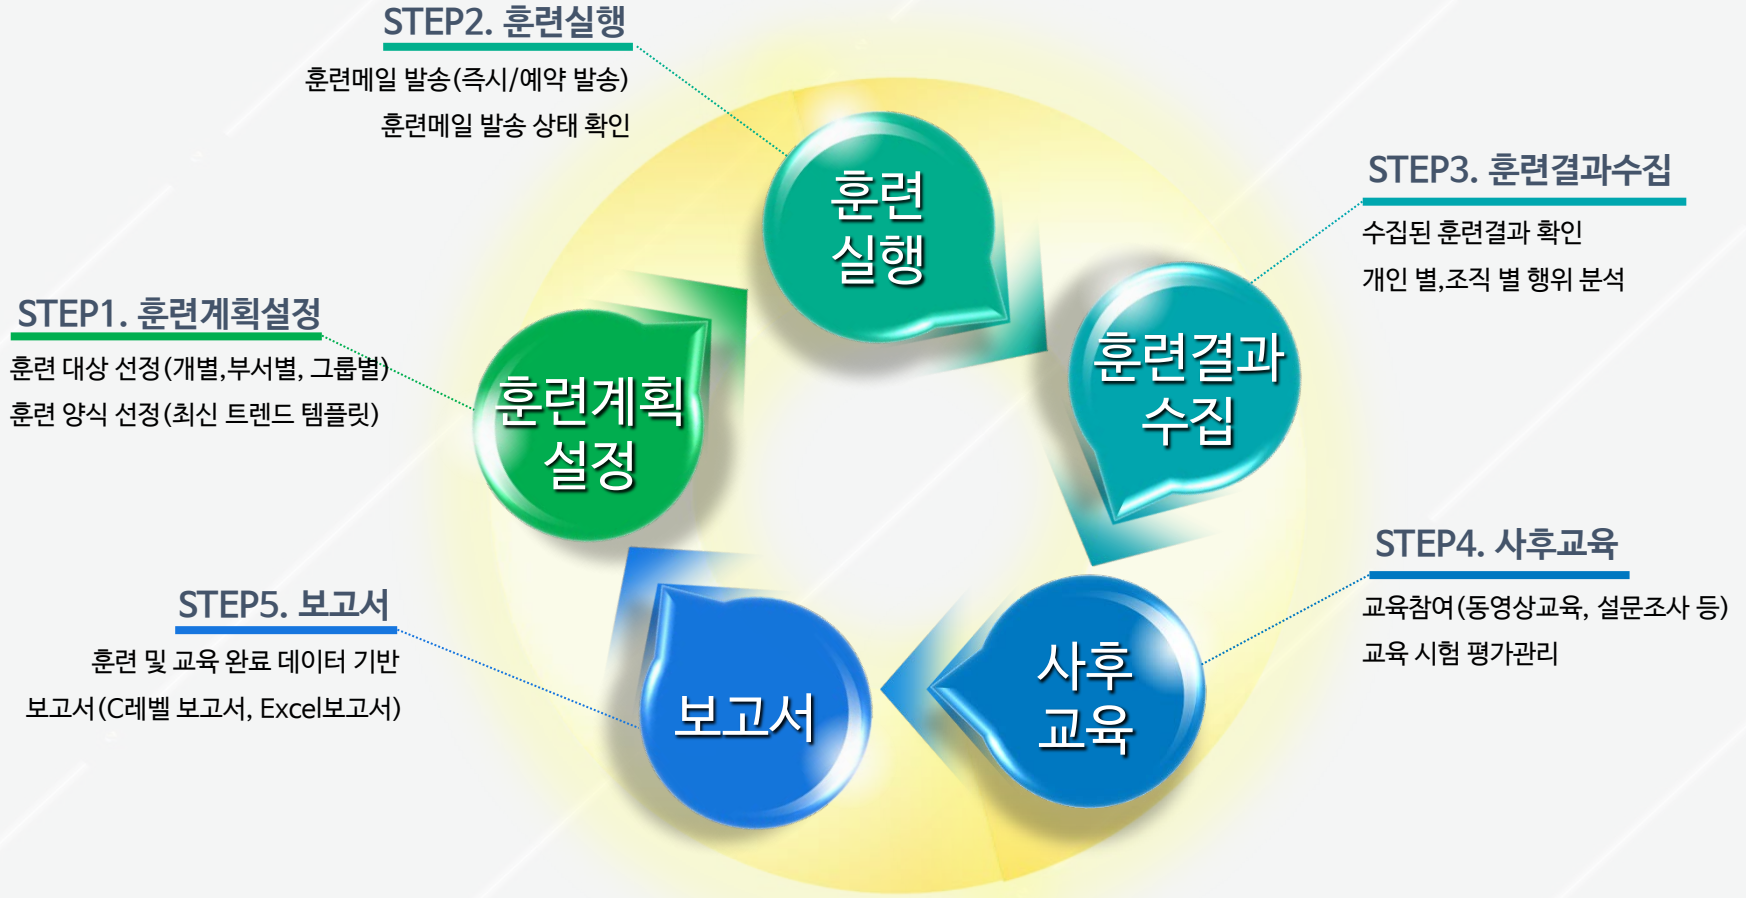 STEP1. 훈련계획설정
훈련 대상 선정(개별,부서별, 그룹별)
훈련 양식 선정(최신 트렌드 템플릿)
STEP2. 훈련실행
훈련메일 발송(즉시/예약 발송)
훈련메일 발송 상태 확인
STEP3. 훈련결과수집
수집된 훈련결과 확인
개인 별,조직 별 행위 분석
STEP4. 사후교육
교육참여(동영상교육, 설문조사 등)
교육 시험 평가관리
STEP5. 보고서
훈련 및 교육 완료 데이터 기반
보고서(C레벨 보고서, Excel보고서)
훈련계획
설정
훈련
실행
훈련결과
수집
사후
교육
보고서